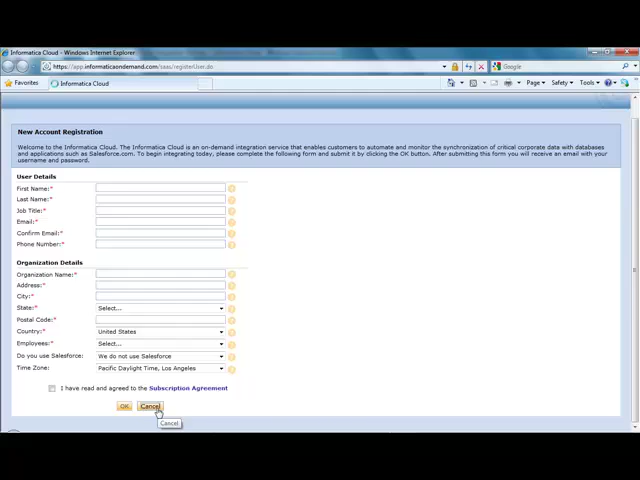 Informatica Cloud - Windows Internet Explorer
https://app.informaticaondemand.com/saas/registerUser.do
Google
Favorites
Informatica Cloud
Page
Safety
Tools
New Account Registration
Welcome to the Informatica Cloud. The Informatica Cloud is an on-demand integration service that enables customers to automate and monitor the synchronization of critical corporate data with databases
and applications such as Salesforce.com. To begin integrating today, please complete the following form and submit it by clicking the OK button. After submitting this form you will receive an email with your
username and password.
User Details
First Name:*
Last Name:*
Job Title:*
Email:*
Confirm Email:*
Phone Number:*
Organization Details
Organization Name:*
Address:*
City:*
State:* Select...
Postal Code:*
Country:* United States
Employees:* Select...
Do you use Salesforce: We do not use Salesforce
Time Zone: Pacific Daylight Time, Los Angeles
I have read and agreed to the Subscription Agreement
OK Cancel
Cancel